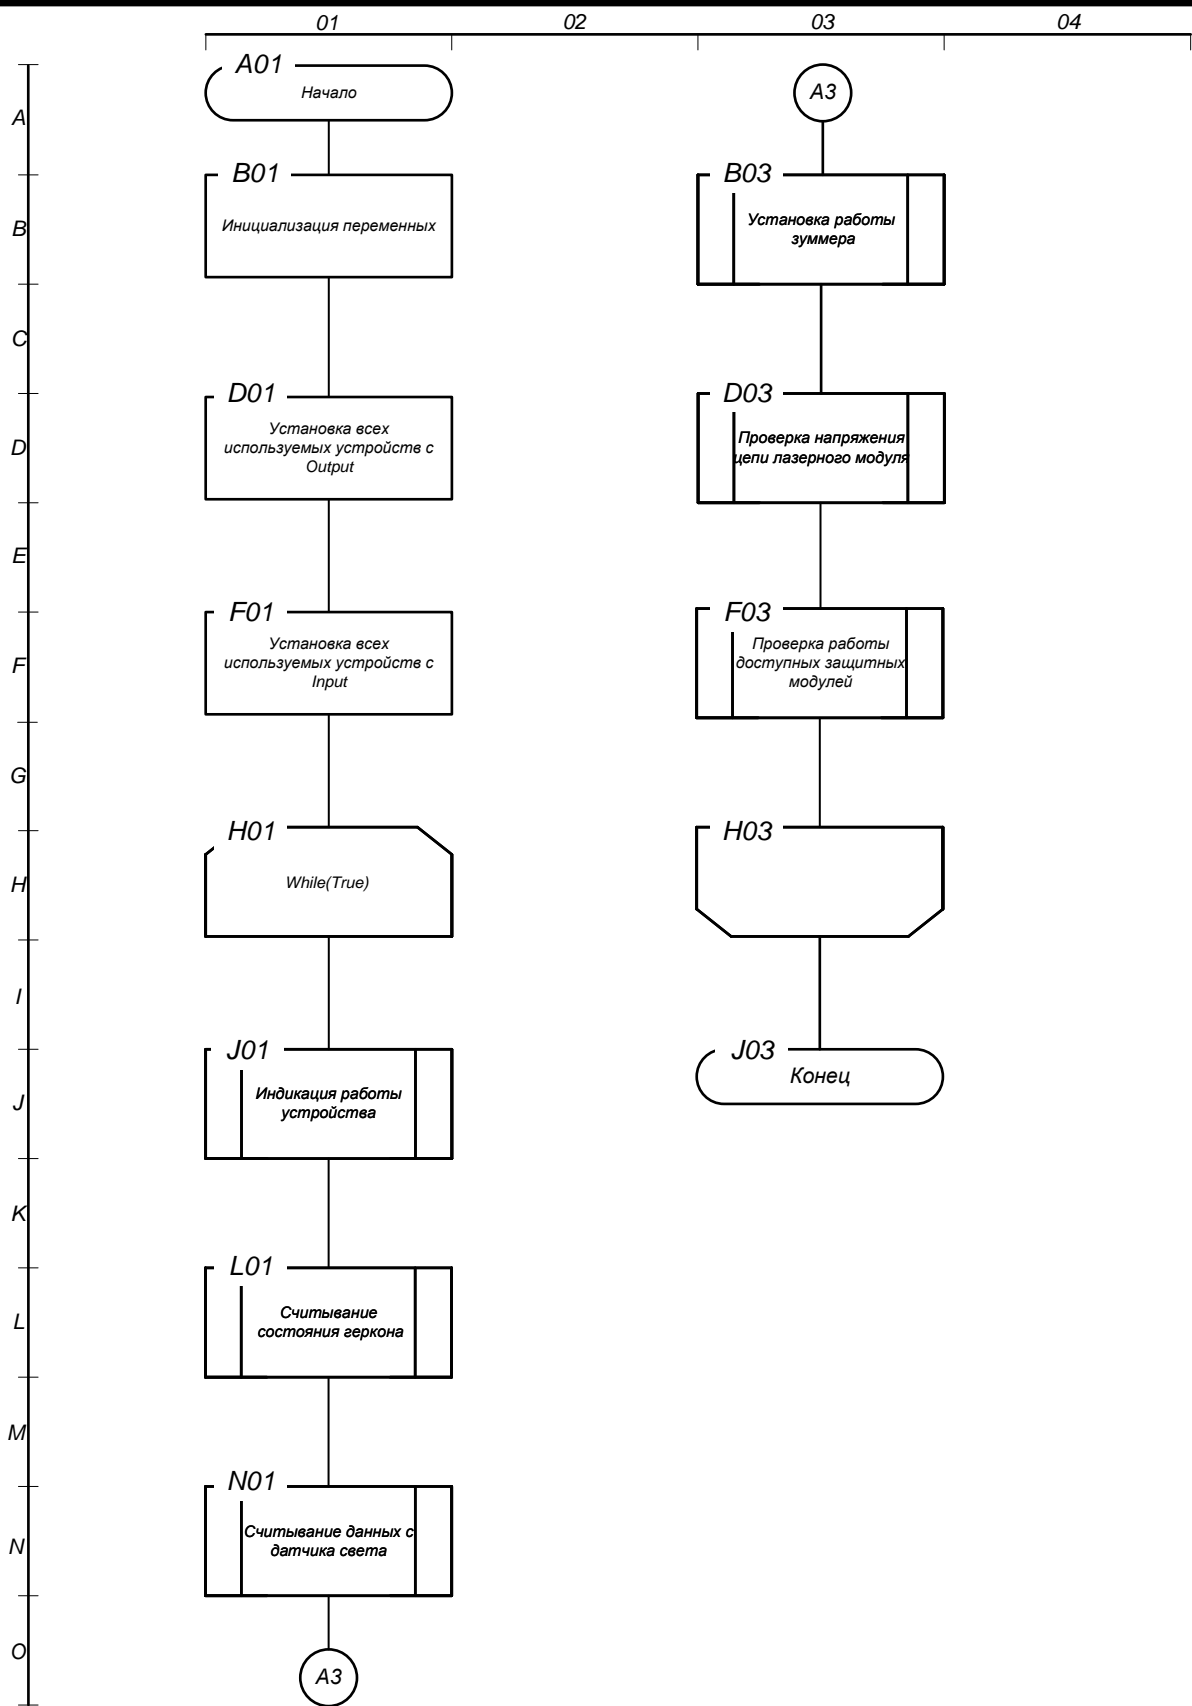 01
02
03
04
A
B
C
D
E
F
G
H
I
J
K
L
M
N
O
A01
Начало
B01
Инициализация переменных
D01
Установка всех
используемых устройств с
Output
F01
Установка всех
используемых устройств с
Input
H01
While(True)
J01
Индикация работы
устройства
L01
Считывание
состояния геркона
N01
Считывание данных с
датчика света
A3
A3
B03
Установка работы
зуммера
D03
Проверка напряжения
цепи лазерного модуля
F03
Проверка работы
доступных защитных
модулей
H03
J03
Конец